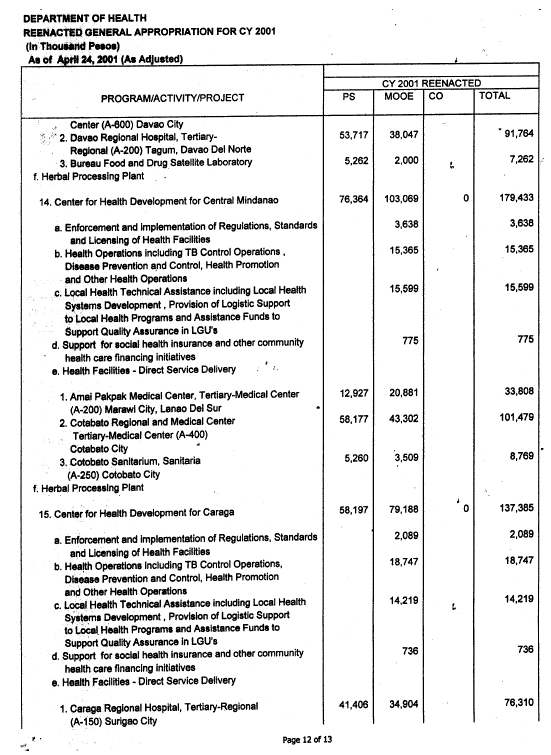 DEPARTMENT OF HEALTH
REENACTED GENERAL APPROPRIATION FOR CY 2001
(In Thousand Pesos)
As of April 24, 2001 (As Adjusted)
CY 2001 REENACTED
PROGRAM/ACTIVITY/PROJECT PS MOOE CO TOTAL
Center (A-600) Davao City
2. Davao Regional Hospital, Tertiary- 53,717 38,047 91,764
Regional (A-200) Tagum, Davao Del Norte
3. Bureau Food and Drug Satellite Laboratory 5,262 2,000 7,262
f. Herbal Processing Plant
14. Center for Health Development for Central Mindanao 76,364 103,069 0 179,433
a. Enforcement and Implementation of Regulations, Standards 3,638 3,638
and Licensing of Health Facilities
b. Health Operations including TB Control Operations , 15,365 15,365
Disease Prevention and Control, Health Promotion
and Other Health Operations
c. Local Health Technical Assistance including Local Health 15,599 15,599
Systems Development , Provision of Logistic Support
to Local Health Programs and Assistance Funds to
Support Quality Assurance in LGU's
d. Support for social health insurance and other community 775 775
health care financing initiatives
e. Health Facilities - Direct Service Delivery
1. Amai Pakpak Medical Center, Tertiary-Medical Center 12,927 20,881 33,808
(A-200) Marawi City, Lanao Del Sur
2. Cotabato Regional and Medical Center 58,177 43,302 101,479
Tertiary-Medical Center (A-400)
Cotabato City
3. Cotobato Sanitarium, Sanitaria 5,260 3,509 8,769
(A-250) Cotobato City
f. Herbal Processing Plant
15. Center for Health Development for Caraga 58,197 79,188 0 137,385
a. Enforcement and Implementation of Regulations, Standards 2,089 2,089
and Licensing of Health Facilities
b. Health Operations Including TB Control Operations, 18,747 18,747
Disease Prevention and Control, Health Promotion
and Other Health Operations
c. Local Health Technical Assistance including Local Health 14,219 14,219
Systems Development , Provision of Logistic Support
to Local Health Programs and Assistance Funds to
Support Quality Assurance in LGU's
d. Support for social health insurance and other community 736 736
health care financing initiatives
e. Health Facilities - Direct Service Delivery
1. Caraga Regional Hospital, Tertiary-Regional 41,406 34,904 76,310
(A-150) Surigao City
Page 12 of 13